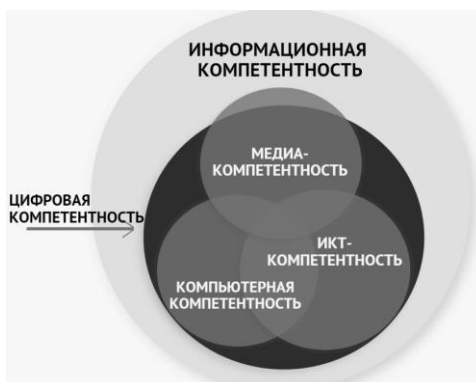 ИНФОРМАЦИОННАЯ
КОМПЕТЕНТНОСТЬ
МЕДИА-
КОМПЕТЕНТНОСТЬ
ЦИФРОВАЯ
КОМПЕТЕНТНОСТЬ
ИКТ-
КОМПЕТЕНТНОСТЬ
КОМПЬЮТЕРНАЯ
КОМПЕТЕНТНОСТЬ